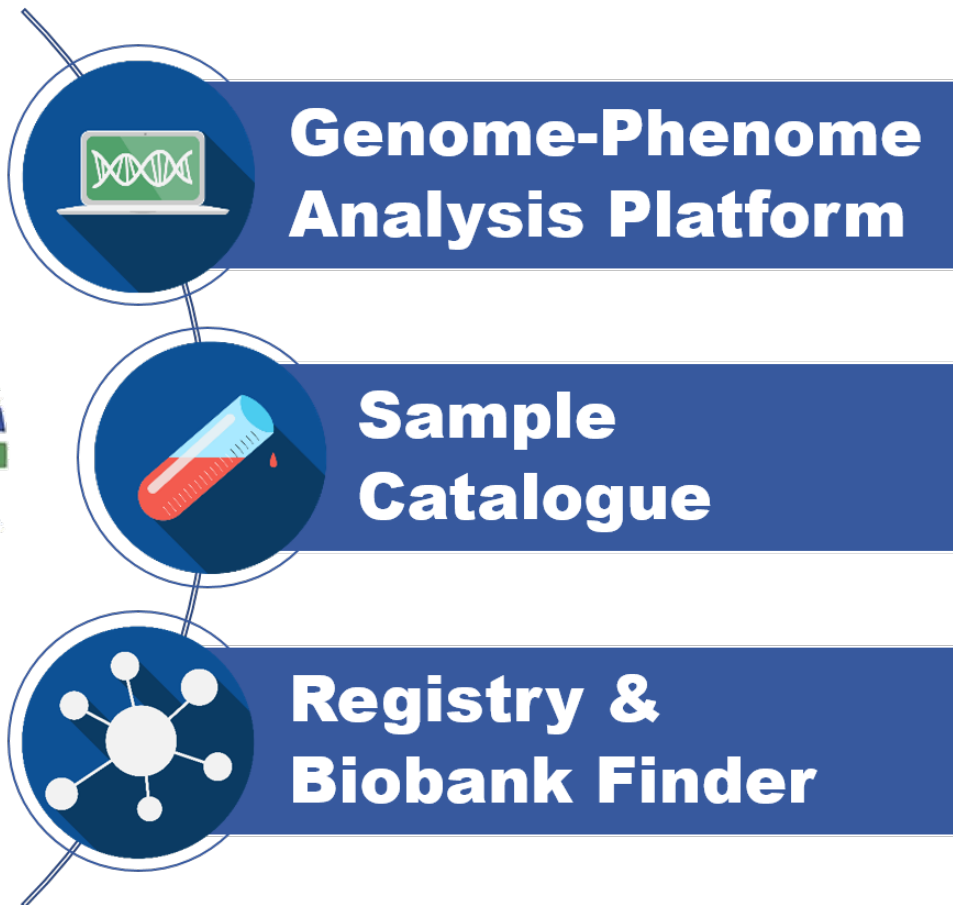 Genome-Phenome
Analysis Platform
Sample
Catalogue
Registry &
Biobank Finder